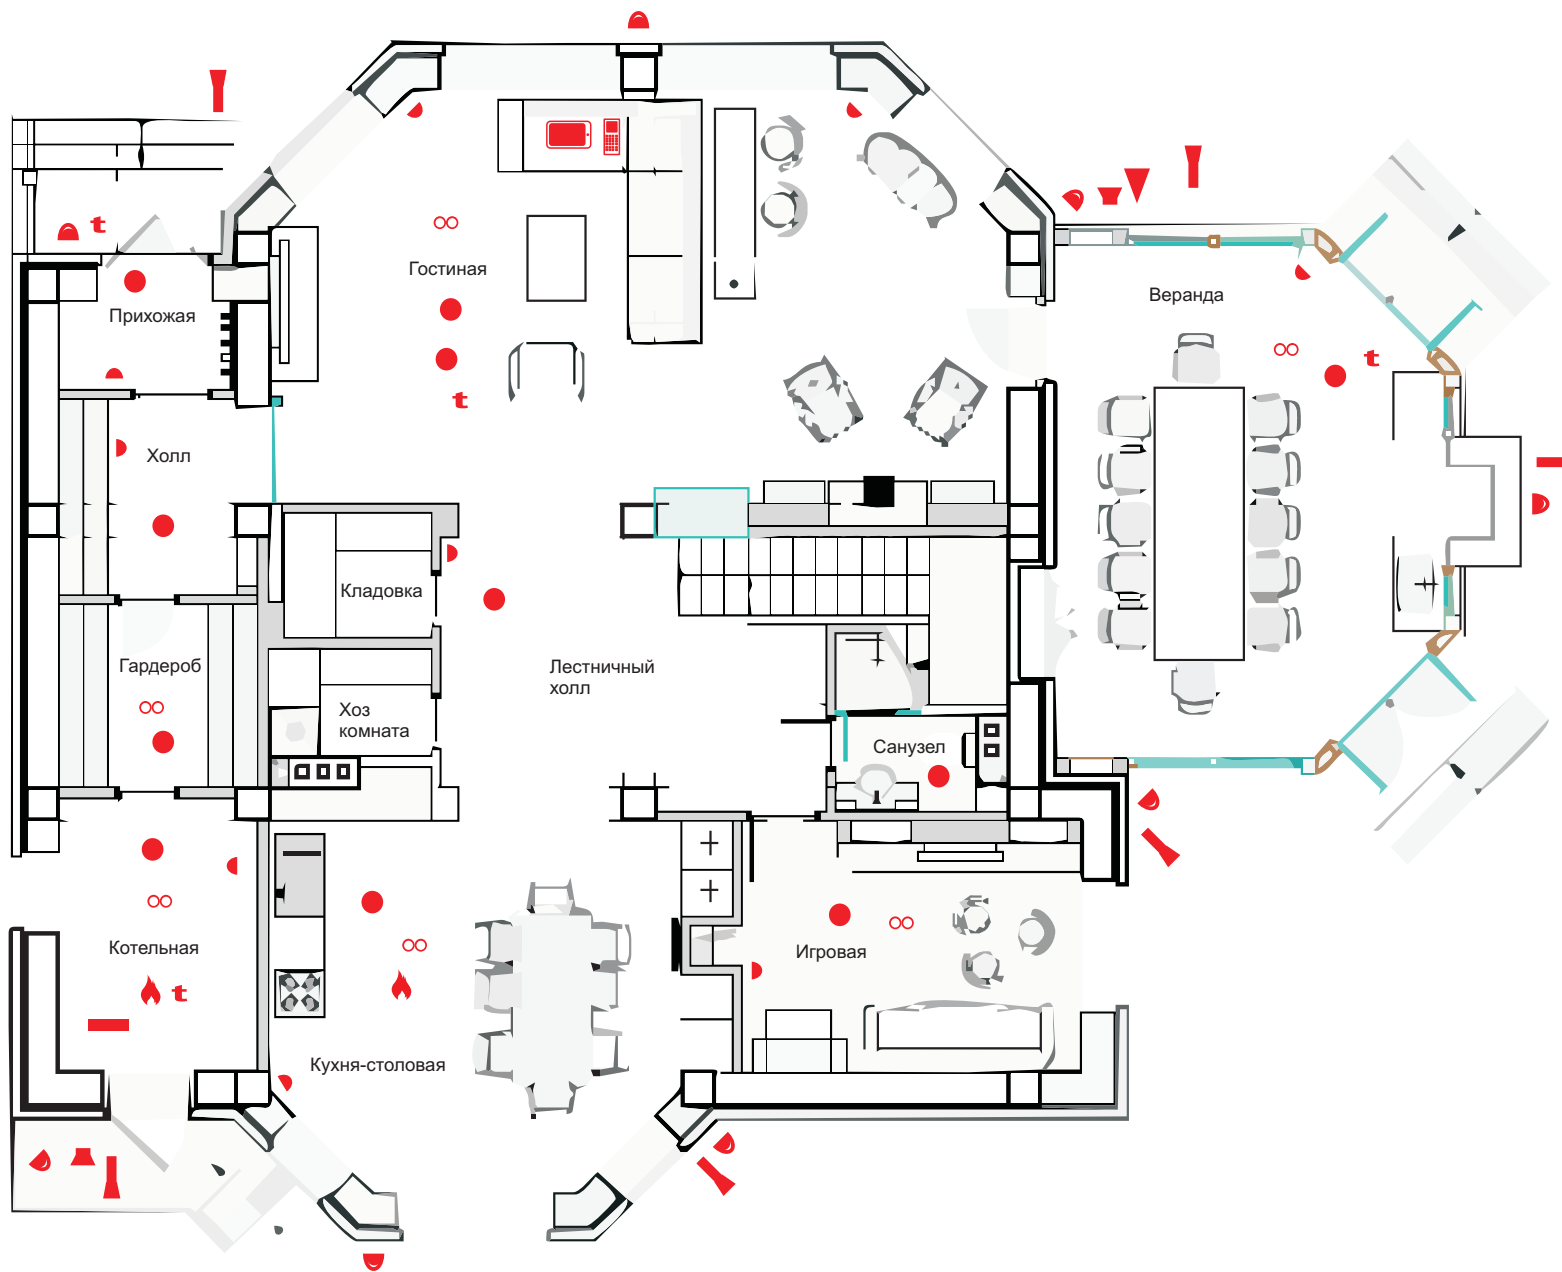 t
Гостиная
Веранда
Прихожая
t
t
Холл
Кладовка
Гардероб
Лестничный
холл
Хоз
комната
Санузел
Котельная
Игровая
t
Кухня-столовая